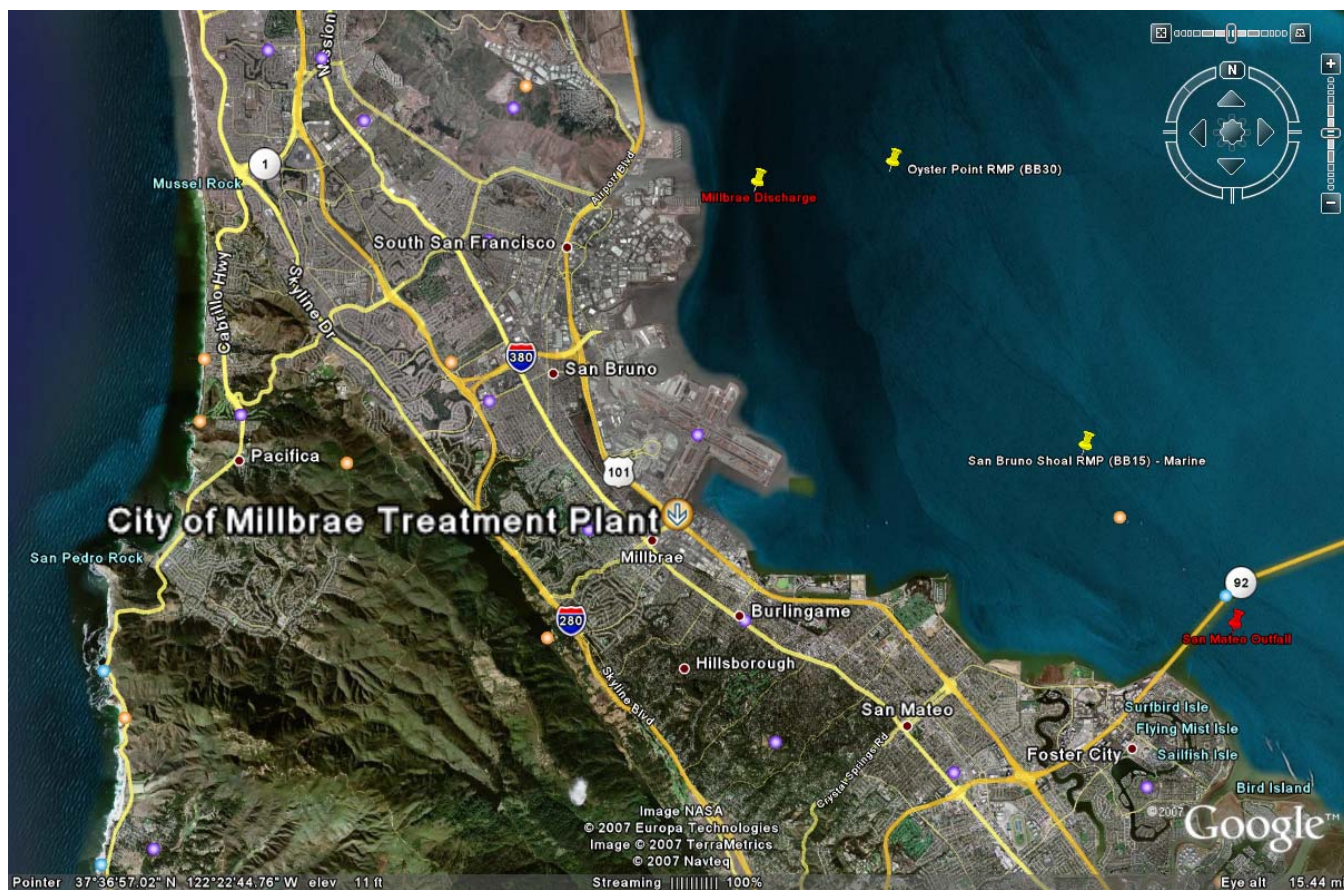 Mission
N
1
Mussel Rock
Airport Blvd
Oyster Point RMP (BB30)
Millbrae Discharge
South San Francisco
Cabrillo Hwy
Skyline Dr
380
San Bruno
Pacifica
101
San Bruno Shoal RMP (BB15) - Marine
City of Millbrae Treatment Plant
San Pedro Rock
Millbrae
92
280
Burlingame
San Mateo Outfall
Hillsborough
Skyline Blvd
San Mateo
Surfbird Isle
Flying Mist Isle
Foster City
Sailfish Isle
Crystal Springs Rd
Bird Island
Image NASA
© 2007 Europa Technologies
Image © 2007 TerraMetrics
© 2007 Navteq
©2007 Google™
Pointer 37°36'57.02" N 122°22'44.76" W elev 11 ft
Streaming |||||||||| 100%
Eye alt 15.44 m